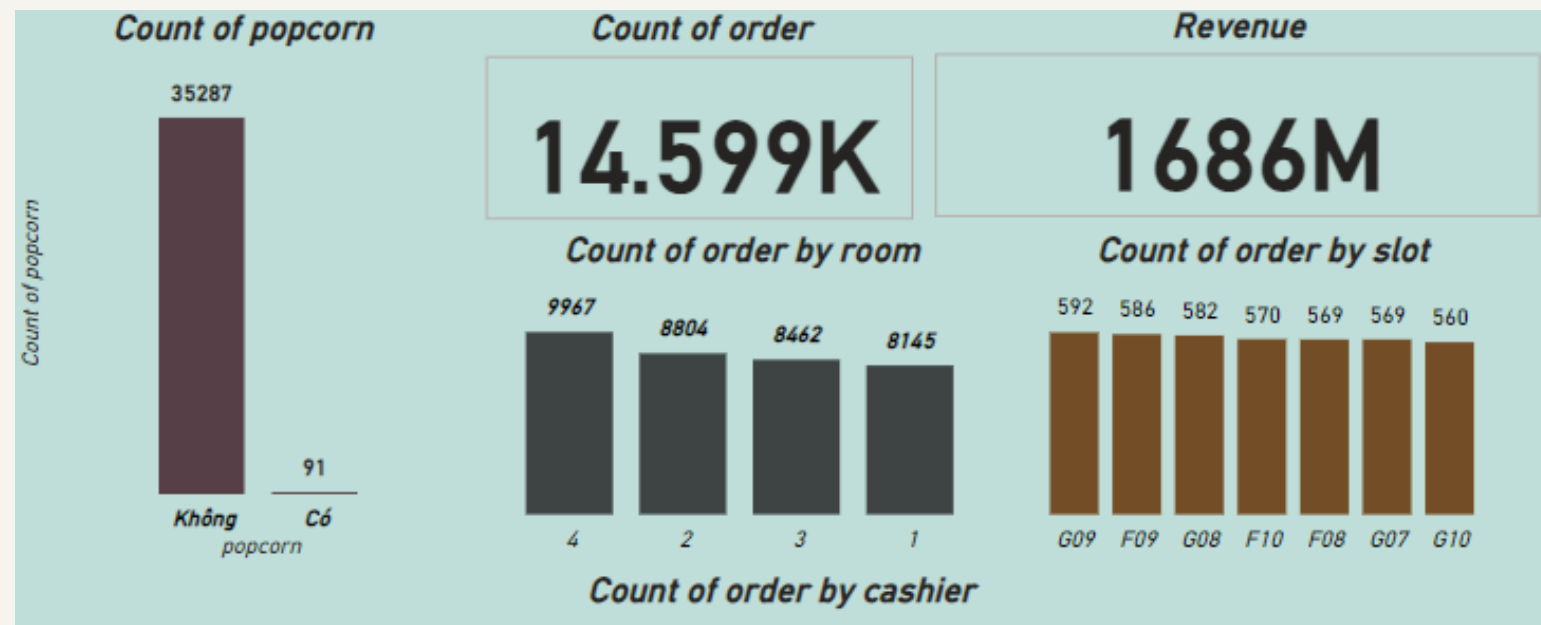 Count of popcorn
35287
91
Count of popcorn
Không Có
popcorn
Count of order
14.599K
Revenue
1686M
Count of order by room
9967 8804 8462 8145
4 2 3 1
Count of order by slot
592 586 582 570 569 569 560
G09 F09 G08 F10 F08 G07 G10
Count of order by cashier